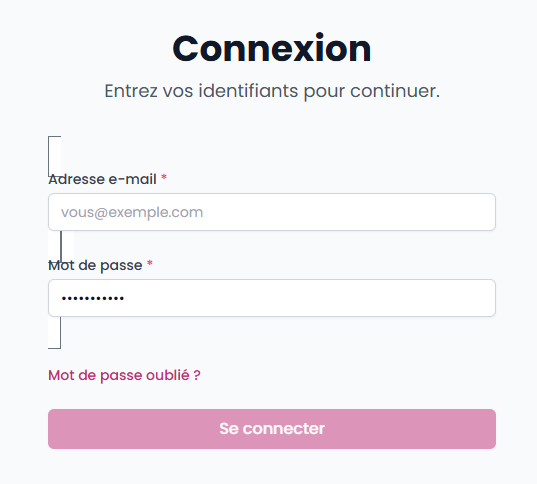 Connexion
Entrez vos identifiants pour continuer.
Adresse e-mail *
vous@exemple.com
Mot de passe *
•••••••••••
Mot de passe oublié ?
Se connecter